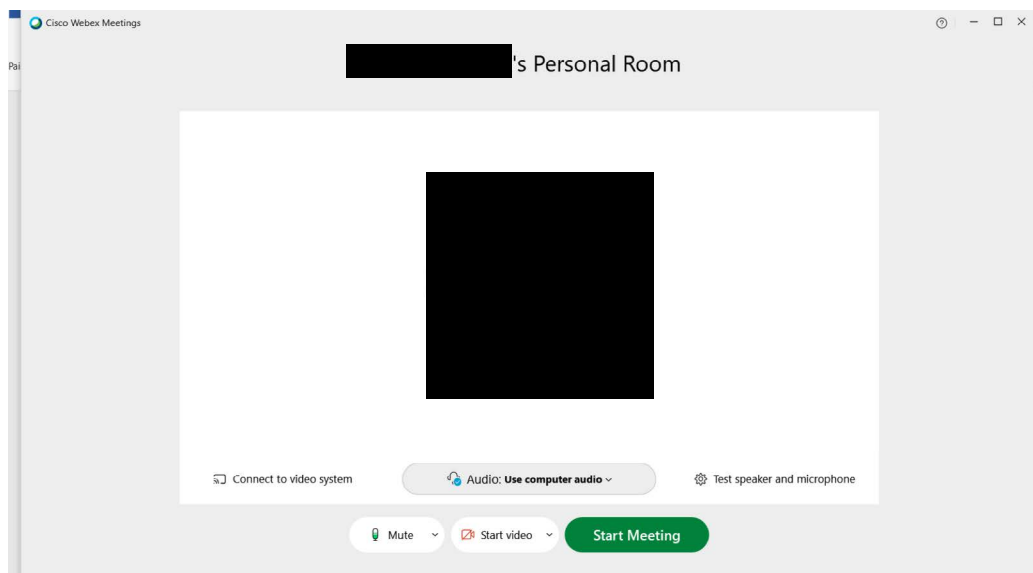 Cisco Webex Meetings
Pai
's Personal Room
Connect to video system
Audio: Use computer audio
Test speaker and microphone
Mute
Start video
Start Meeting